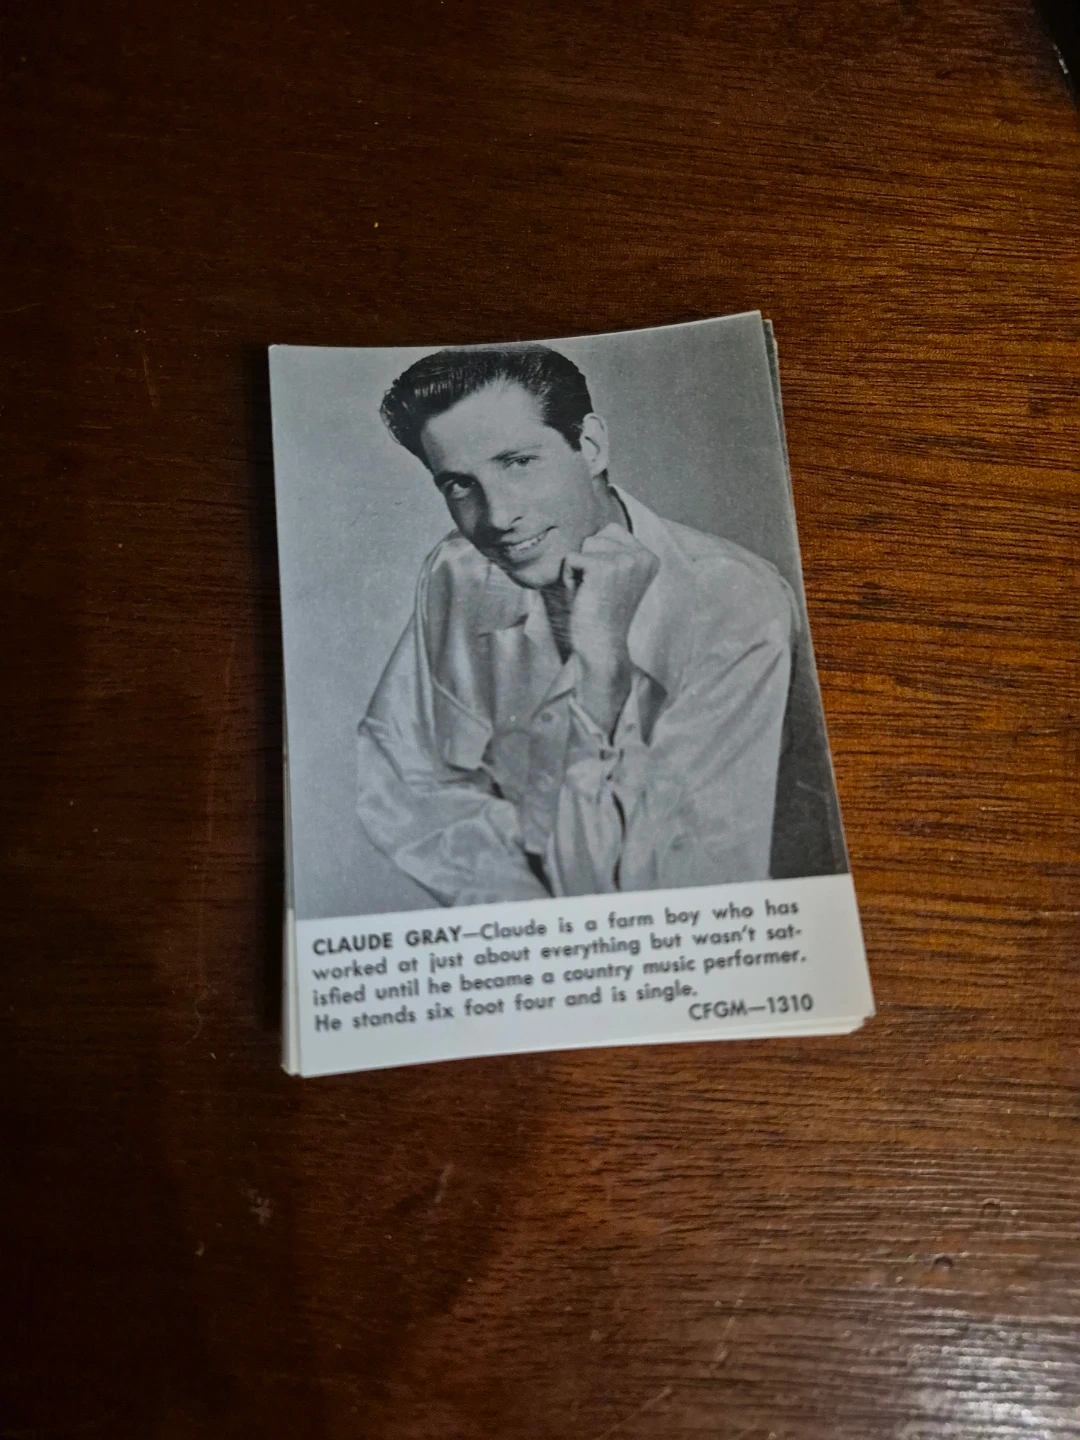 CLAUDE GRAY—Claude is a farm boy who has
worked at just about everything but wasn't sat-
isfied until he became a country music performer.
He stands six foot four and is single.
CFGM—1310